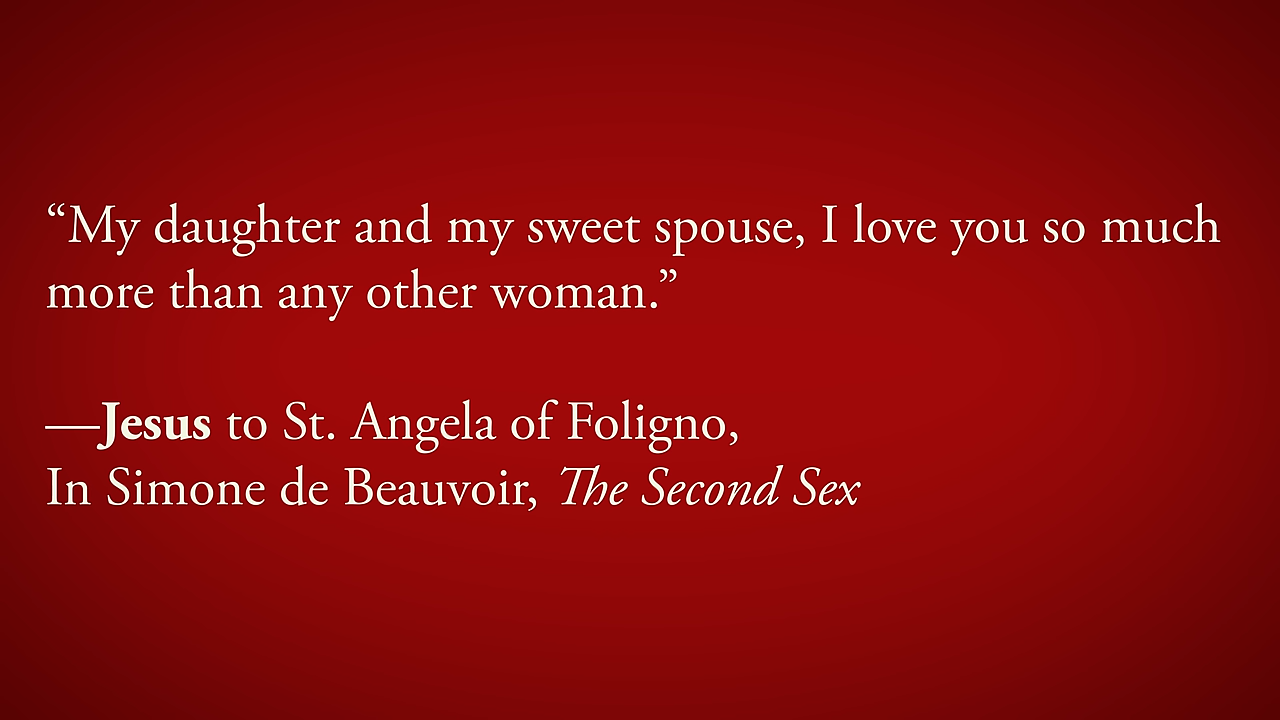 “My daughter and my sweet spouse, I love you so much
more than any other woman.”
—Jesus to St. Angela of Foligno,
In Simone de Beauvoir, The Second Sex